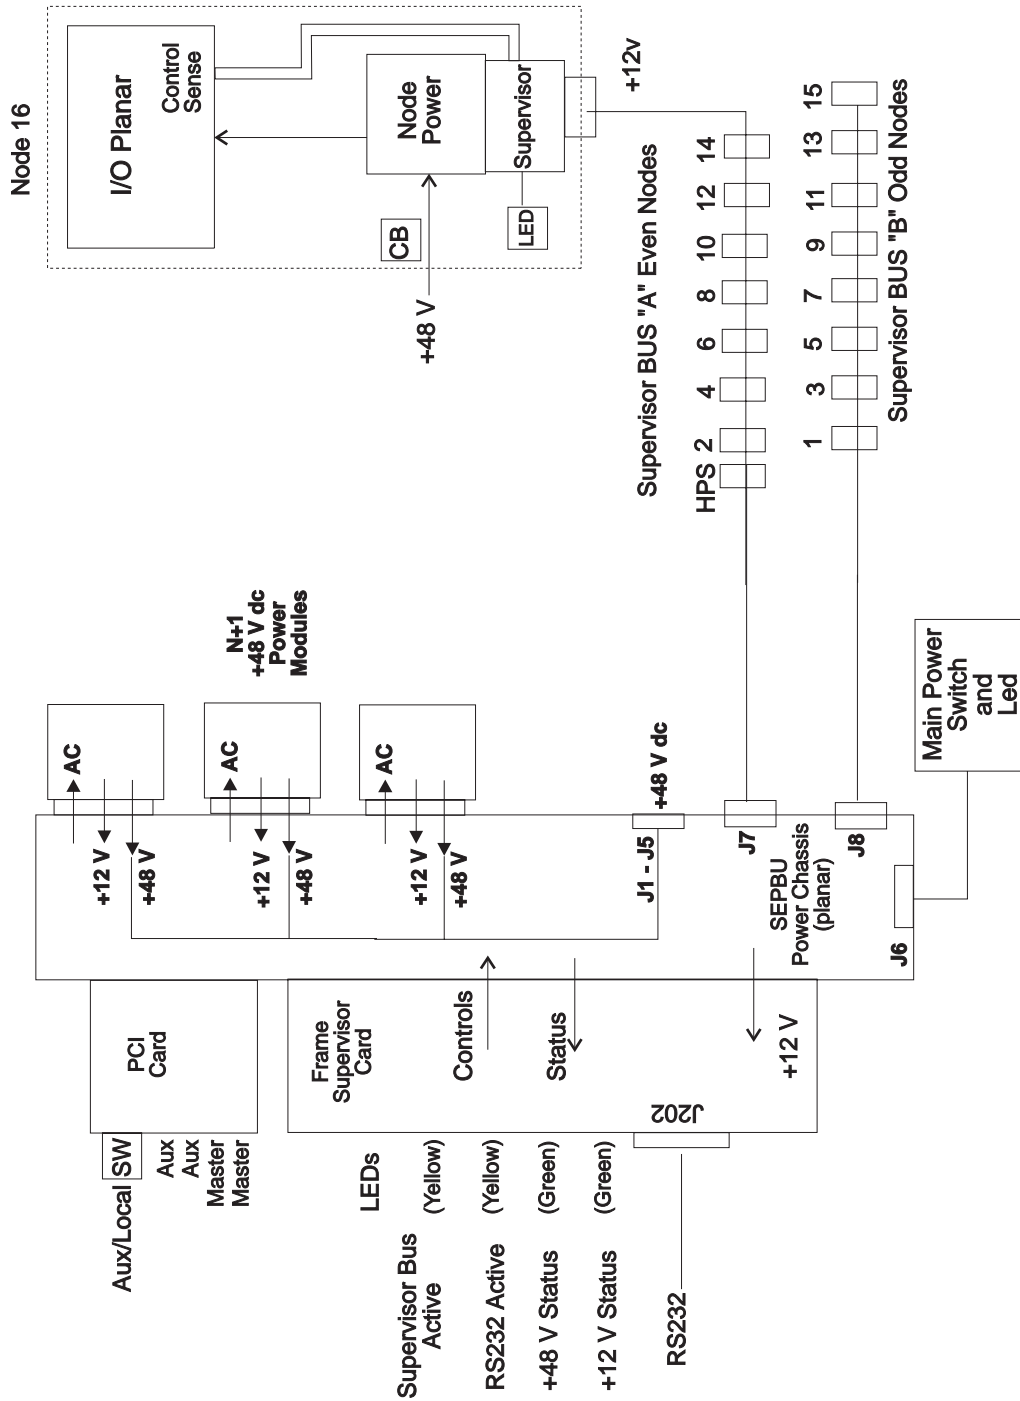 Node 16
I/O Planar
Control
Sense
Node
Power
Supervisor
+12v
CB
LED
+48 V
Supervisor BUS "A" Even Nodes
HPS
2
4
6
8
10
12
14
1
3
5
7
9
11
13
15
Supervisor BUS "B" Odd Nodes
N+1
+48 V dc
Power
Modules
AC
+12 V
+48 V
AC
+12 V
+48 V
AC
+12 V
+48 V
J1 - J5
+48 V dc
J7
J8
SEPBU
Power Chassis
(planar)
J6
Main Power
Switch
and
Led
PCI
Card
Aux/Local
SW
Aux
Aux
Master
Master
Frame
Supervisor
Card
Controls
Status
+12 V
J202
LEDs
Supervisor Bus
Active
(Yellow)
RS232 Active
(Yellow)
+48 V Status
(Green)
+12 V Status
(Green)
RS232